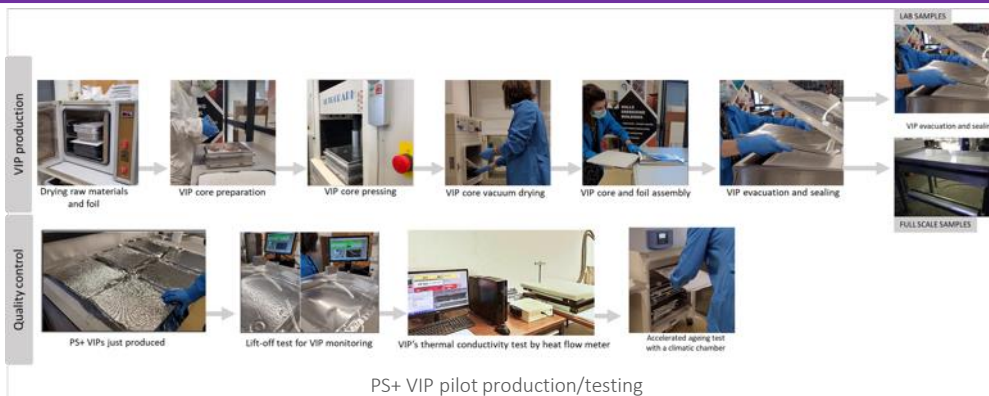 LAB SAMPLES
VIP production
Drying raw materials
and foil
VIP core preparation
VIP core pressing
VIP core vacuum drying
VIP core and foil assembly
VIP evacuation and sealing
VIP evacuation and sealin
FULL SCALE SAMPLES
Quality control
PS+ VIPs just produced
Lift-off test for VIP monitoring
VIP's thermal conductivity test by heat flow meter
Accelerated ageing test
with a climatic chamber
PS+ VIP pilot production/testing